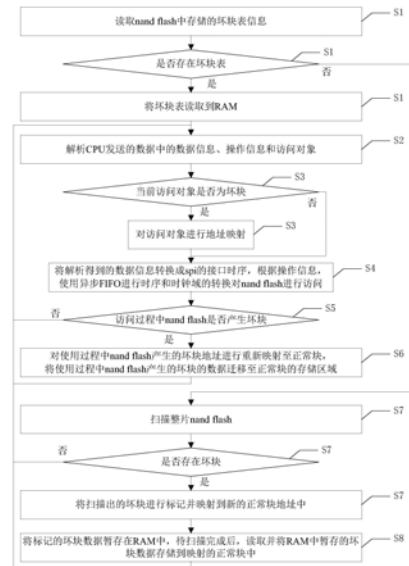 读取nand flash中存储的坏块表信息
S1
是否存在坏块表
S1
否
是
将坏块表读取到RAM
S1
解析CPU发送的数据中的数据信息、操作信息和访问对象
S2
当前访问对象是否为坏块
S3
否
是
对访问对象进行地址映射
S3
将解析得到的数据信息转换成spi的接口时序，根据操作信息，
使用异步FIFO进行时序和时钟域的转换对nand flash进行访问
S4
否
访问过程中nand flash是否产生坏块
S5
是
对使用过程中nand flash产生的坏块地址进行重新映射至正常块，
将使用过程中nand flash产生的坏块的数据迁移至正常块的存储区域
S6
扫描整片nand flash
S7
否
是否存在坏块
S7
是
将扫描出的坏块进行标记并映射到新的正常块地址中
S7
将标记的坏块数据暂存在RAM中，待扫描完成后，读取并将RAM中暂存的坏
块数据存储到映射的正常块中
S8